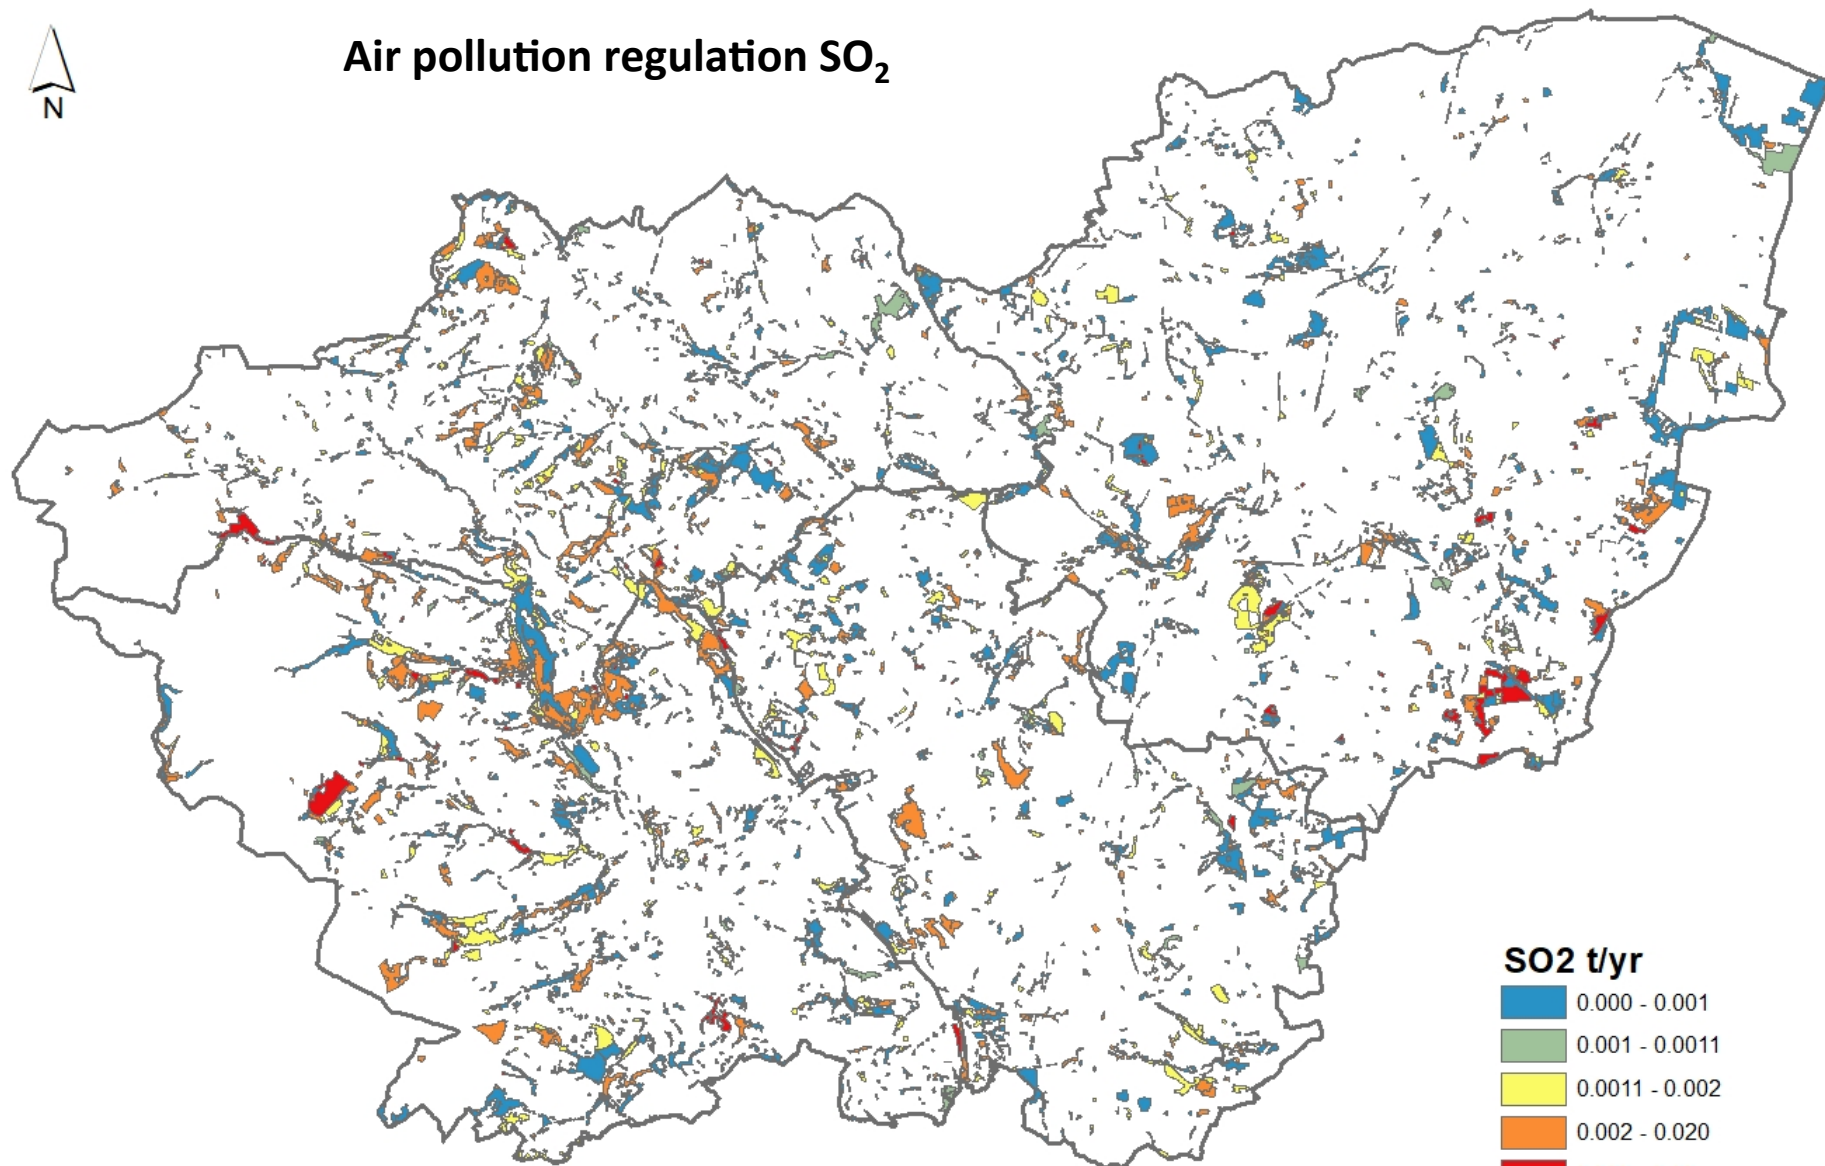 Air pollution regulation SO₂
N
SO2 t/yr
0.000 - 0.001
0.001 - 0.0011
0.0011 - 0.002
0.002 - 0.020